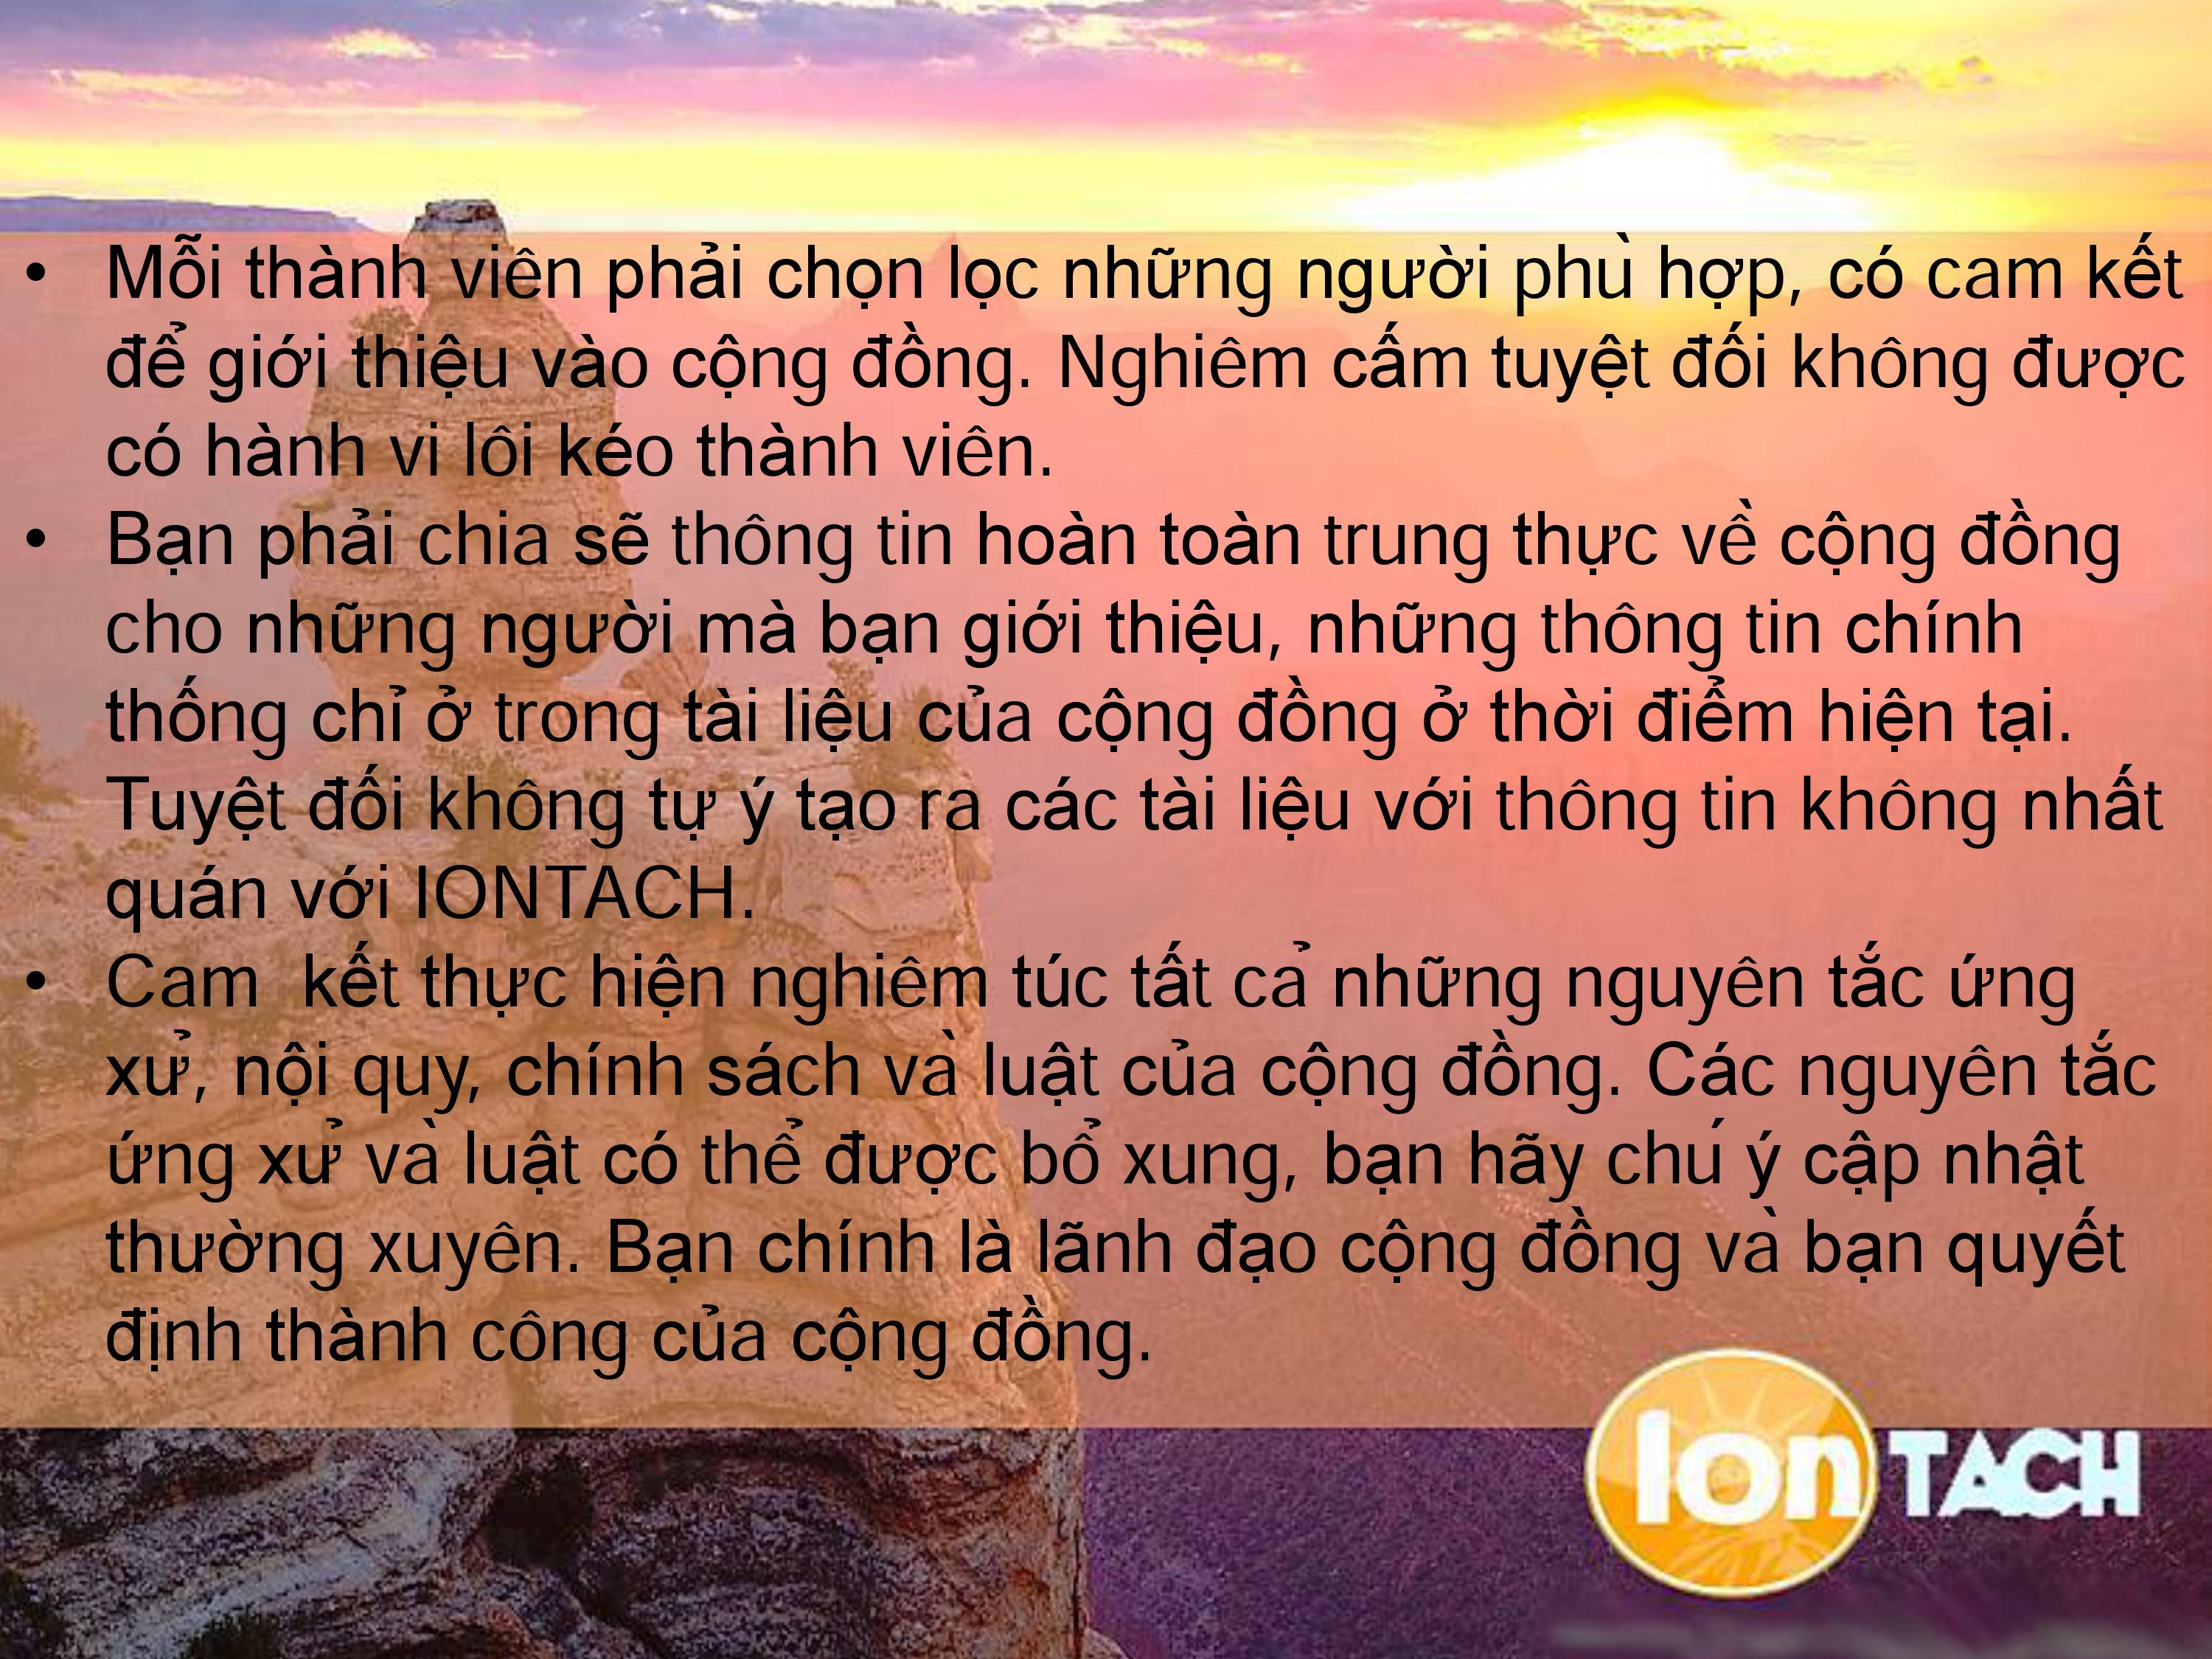 • Mỗi thành viên phải chọn lọc những người phù hợp, có cam kết
để giới thiệu vào cộng đồng. Nghiêm cấm tuyệt đối không được
có hành vi lôi kéo thành viên.
• Bạn phải chia sẽ thông tin hoàn toàn trung thực về cộng đồng
cho những người mà bạn giới thiệu, những thông tin chính
thống chỉ ở trong tài liệu của cộng đồng ở thời điểm hiện tại.
Tuyệt đối không tự ý tạo ra các tài liệu với thông tin không nhất
quán với IONTACH.
• Cam  kết thực hiện nghiêm túc tất cả những nguyên tắc ứng
xử, nội quy, chính sách và luật của cộng đồng. Các nguyên tắc
ứng xử và luật có thể được bổ xung, bạn hãy chú ý cập nhật
thường xuyên. Bạn chính là lãnh đạo cộng đồng và bạn quyết
định thành công của cộng đồng.
Ion TACH